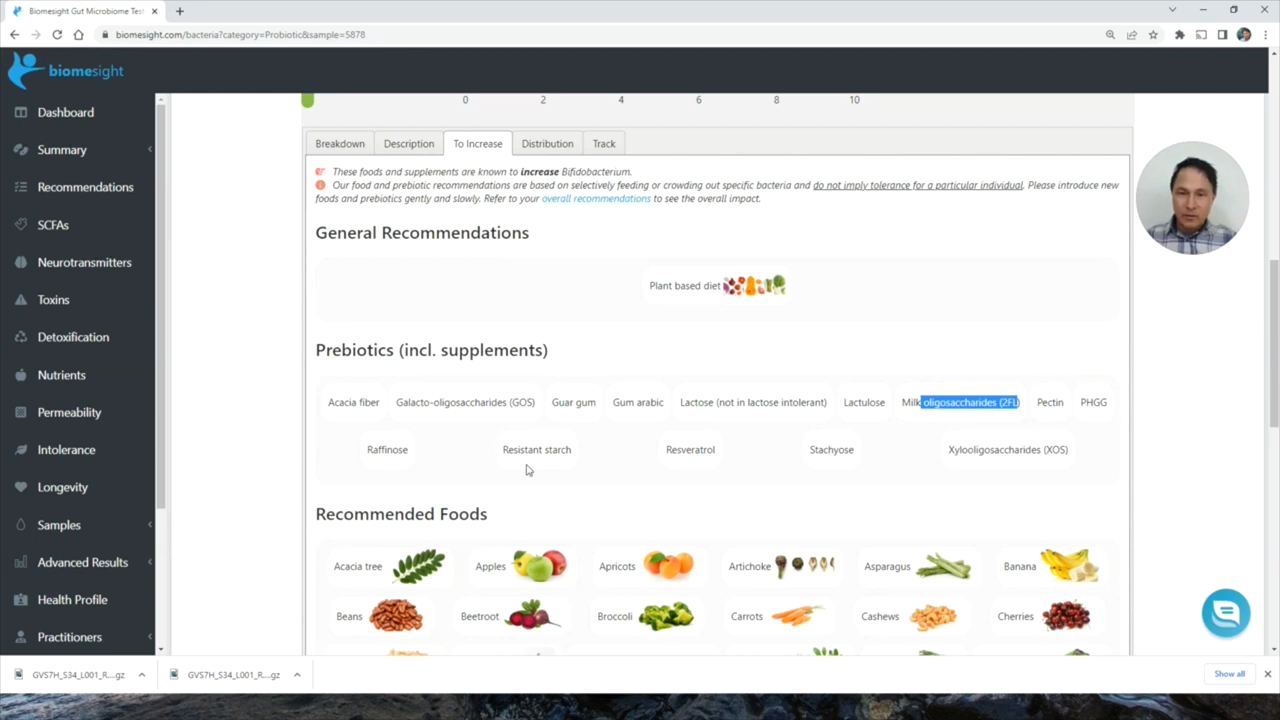 Biomesight Gut Microbiome Tes
biomesight.com/bacteria?category=Probiotic&sample=5878
biomesight
Dashboard
Summary
Recommendations
SCFAs
Neurotransmitters
Toxins
Detoxification
Nutrients
Permeability
Intolerance
Longevity
Samples
Advanced Results
Health Profile
Practitioners
0 2 4 6 8 10
Breakdown Description To Increase Distribution Track
These foods and supplements are known to increase Bifidobacterium.
Our food and prebiotic recommendations are based on selectively feeding or crowding out specific bacteria and do not imply tolerance for a particular individual. Please introduce new
foods and prebiotics gently and slowly. Refer to your overall recommendations to see the overall impact.
General Recommendations
Plant based diet
Prebiotics (incl. supplements)
Acacia fiber Galacto-oligosaccharides (GOS) Guar gum Gum arabic Lactose (not in lactose intolerant) Lactulose Milk oligosaccharides (2FL) Pectin PHGG
Raffinose Resistant starch Resveratrol Stachyose Xylooligosaccharides (XOS)
Recommended Foods
Acacia tree Apples Apricots Artichoke Asparagus Banana
Beans Beetroot Broccoli Carrots Cashews Cherries
GVS7H_S34_L001_R....gz GVS7H_S34_L001_R....gz Show all